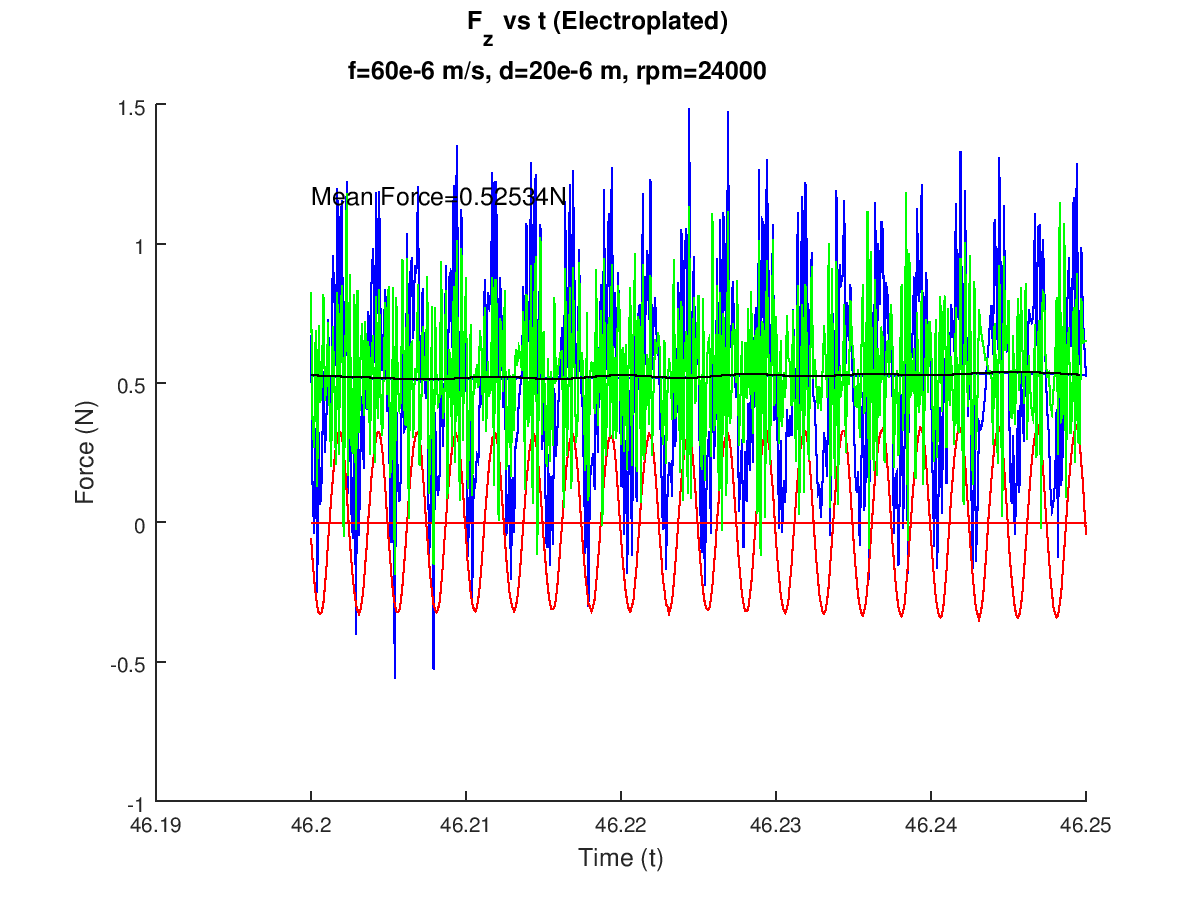 F_z vs t (Electroplated)
f=60e-6 m/s, d=20e-6 m, rpm=24000
1.5
Mean Force=0.52534N
1
0.5
Force (N)
0
-0.5
-1
46.19 46.2 46.21 46.22 46.23 46.24 46.25
Time (t)